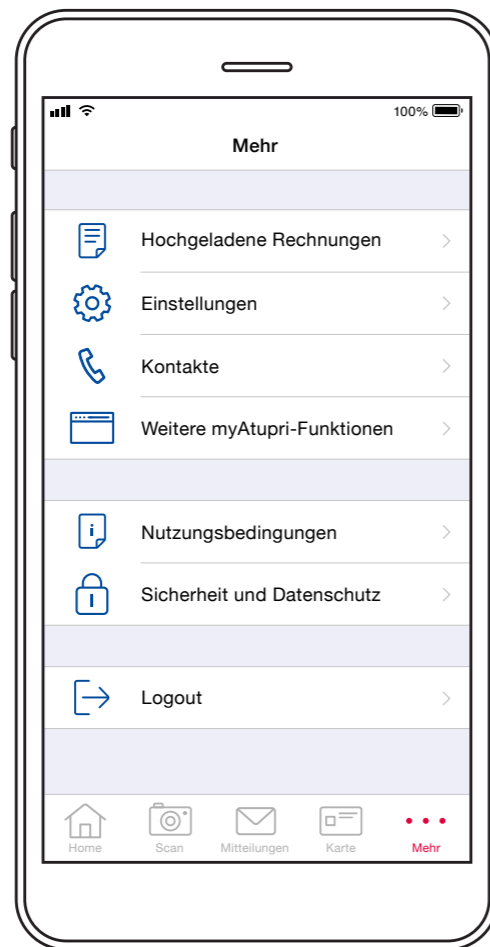 100%
Mehr
Hochgeladene Rechnungen
Einstellungen
Kontakte
Weitere myAtupri-Funktionen
Nutzungsbedingungen
Sicherheit und Datenschutz
Logout
Home Scan Mitteilungen Karte Mehr